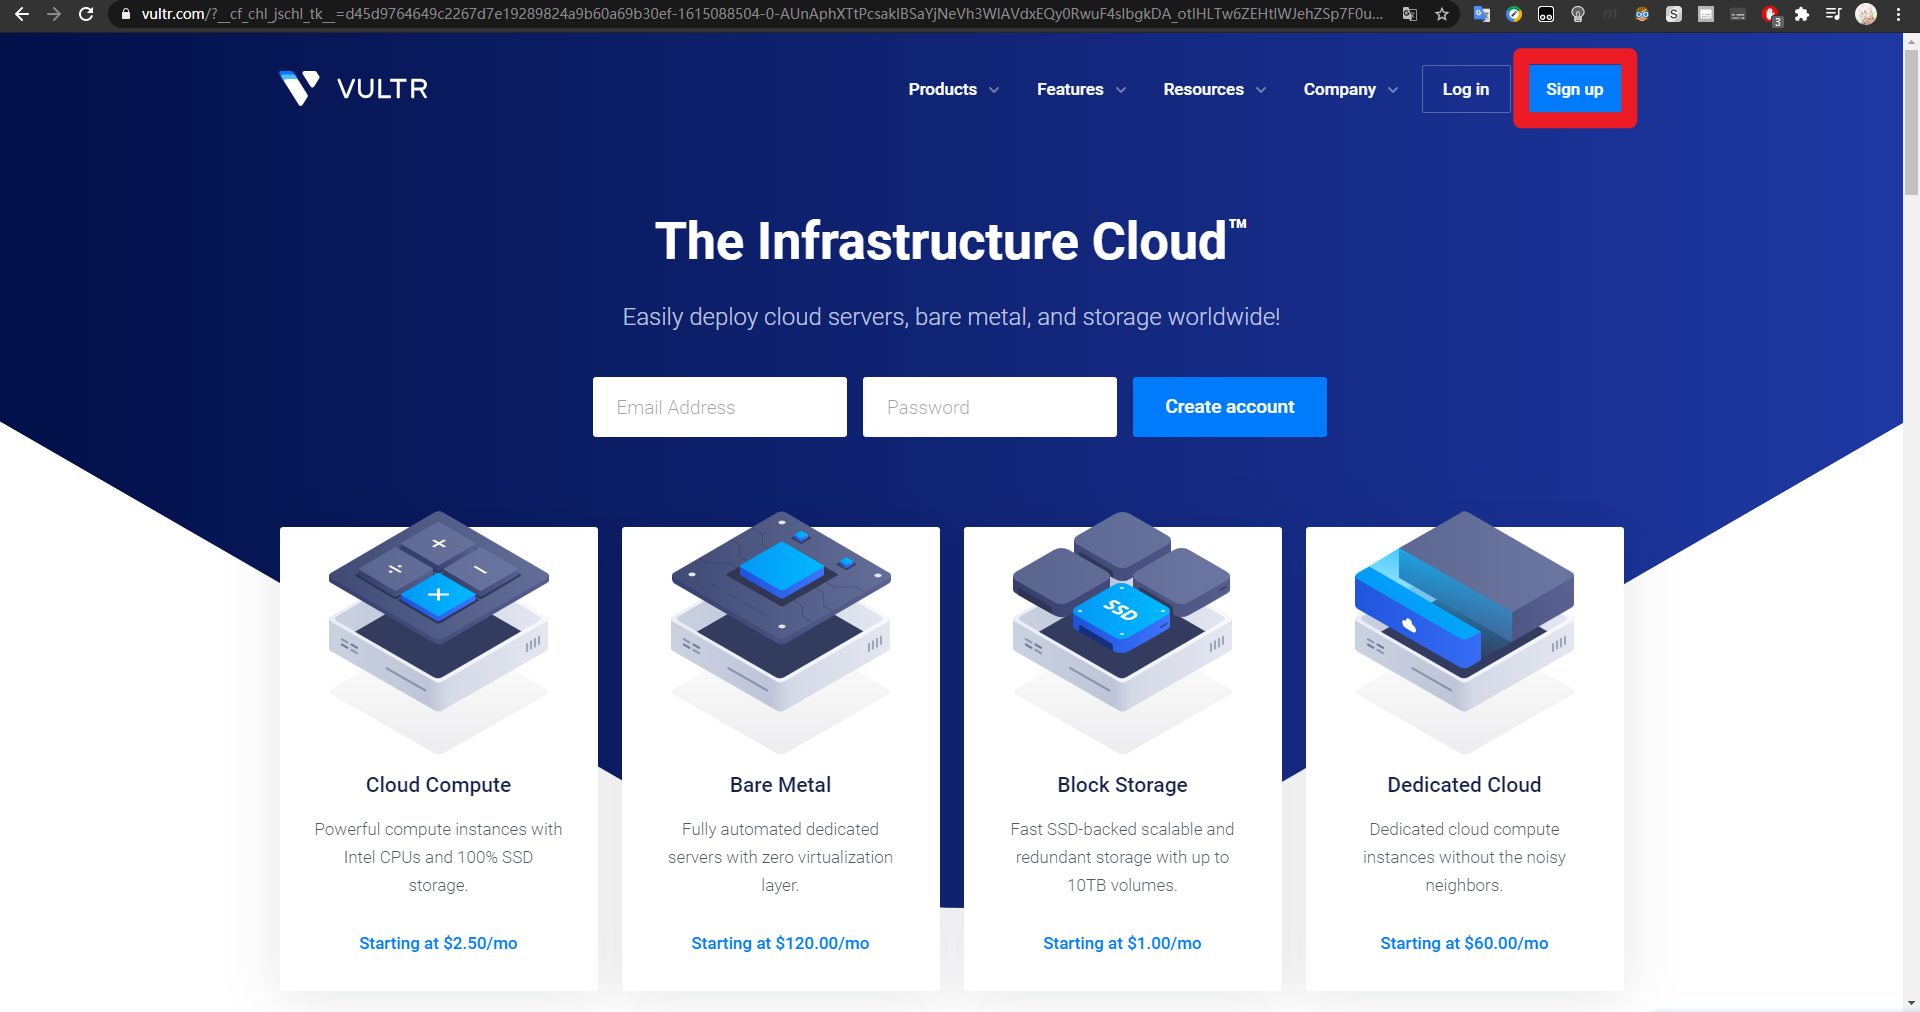 vultr.com/?__cf_chl_jschl_tk__=d45d9764649c2267d7e19289824a9b60a69b30ef-1615088504-0-AUnAphXTtPcsakIBSaYjNeVh3WlAVdxEQy0RwuF4sIbgkDA_otIHLTw6ZEHtIWJehZSp7F0u...
3
VULTR
Products
Features
Resources
Company
Log in
Sign up
The Infrastructure Cloud™
Easily deploy cloud servers, bare metal, and storage worldwide!
Email Address
Password
Create account
SSD
Cloud Compute
Powerful compute instances with
Intel CPUs and 100% SSD
storage.
Starting at $2.50/mo
Bare Metal
Fully automated dedicated
servers with zero virtualization
layer.
Starting at $120.00/mo
Block Storage
Fast SSD-backed scalable and
redundant storage with up to
10TB volumes.
Starting at $1.00/mo
Dedicated Cloud
Dedicated cloud compute
instances without the noisy
neighbors.
Starting at $60.00/mo